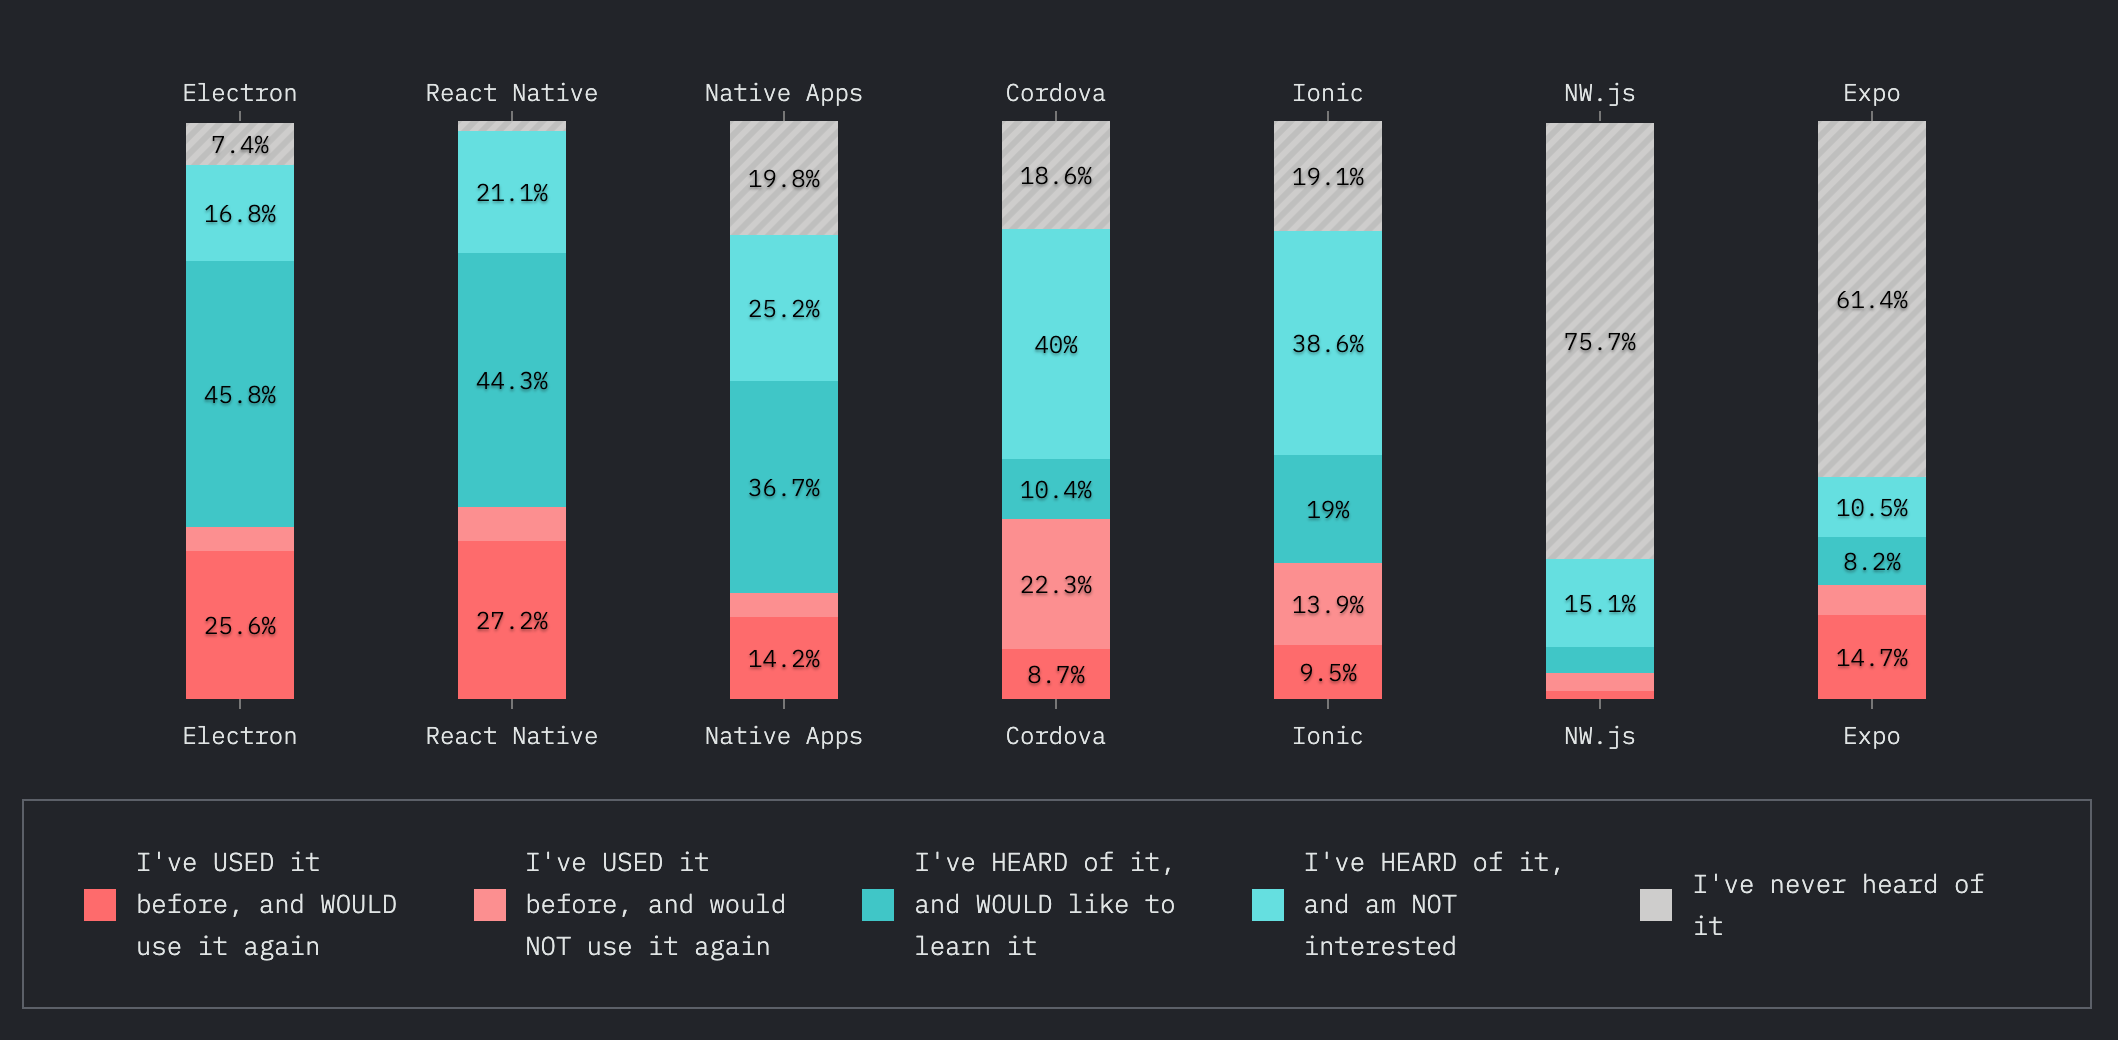 Electron React Native Native Apps Cordova Ionic NW.js Expo
7.4%
16.8%
45.8%
25.6%
21.1%
44.3%
27.2%
19.8%
25.2%
36.7%
14.2%
18.6%
40%
10.4%
22.3%
8.7%
19.1%
38.6%
19%
13.9%
9.5%
75.7%
15.1%
61.4%
10.5%
8.2%
14.7%
Electron React Native Native Apps Cordova Ionic NW.js Expo
I've USED it
before, and WOULD
use it again
I've USED it
before, and would
NOT use it again
I've HEARD of it,
and WOULD like to
learn it
I've HEARD of it,
and am NOT
interested
I've never heard of
it